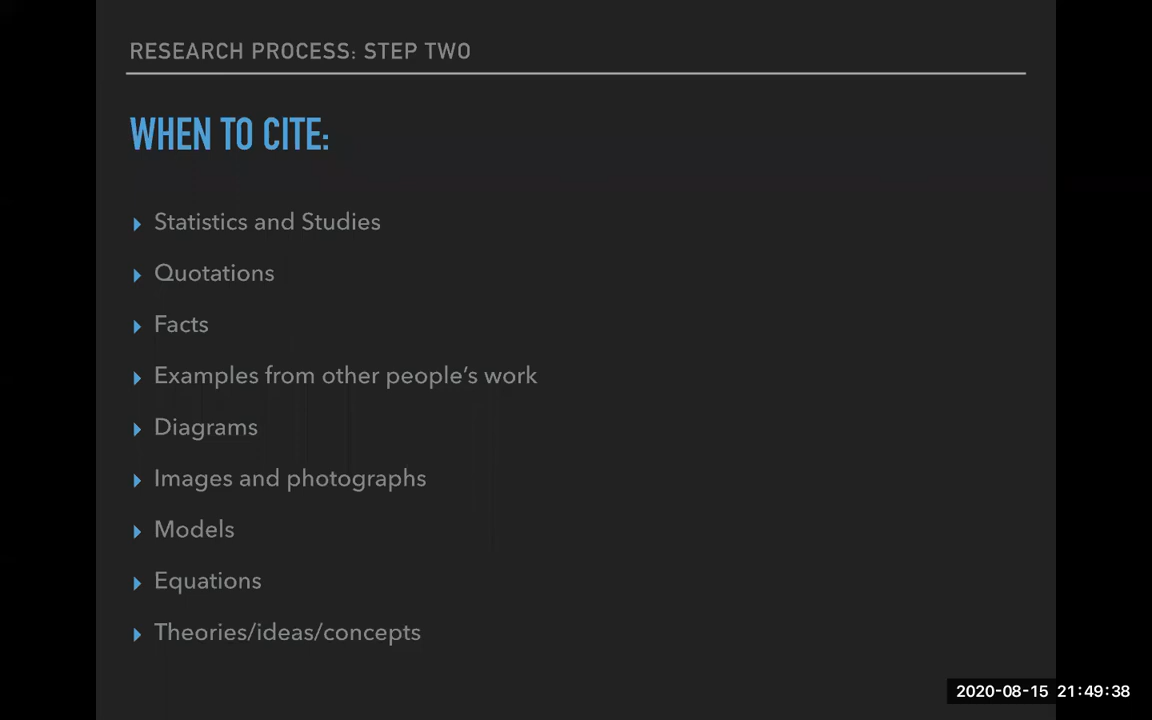 RESEARCH PROCESS: STEP TWO
WHEN TO CITE:
Statistics and Studies
Quotations
Facts
Examples from other people’s work
Diagrams
Images and photographs
Models
Equations
Theories/ideas/concepts
2020-08-15 21:49:38